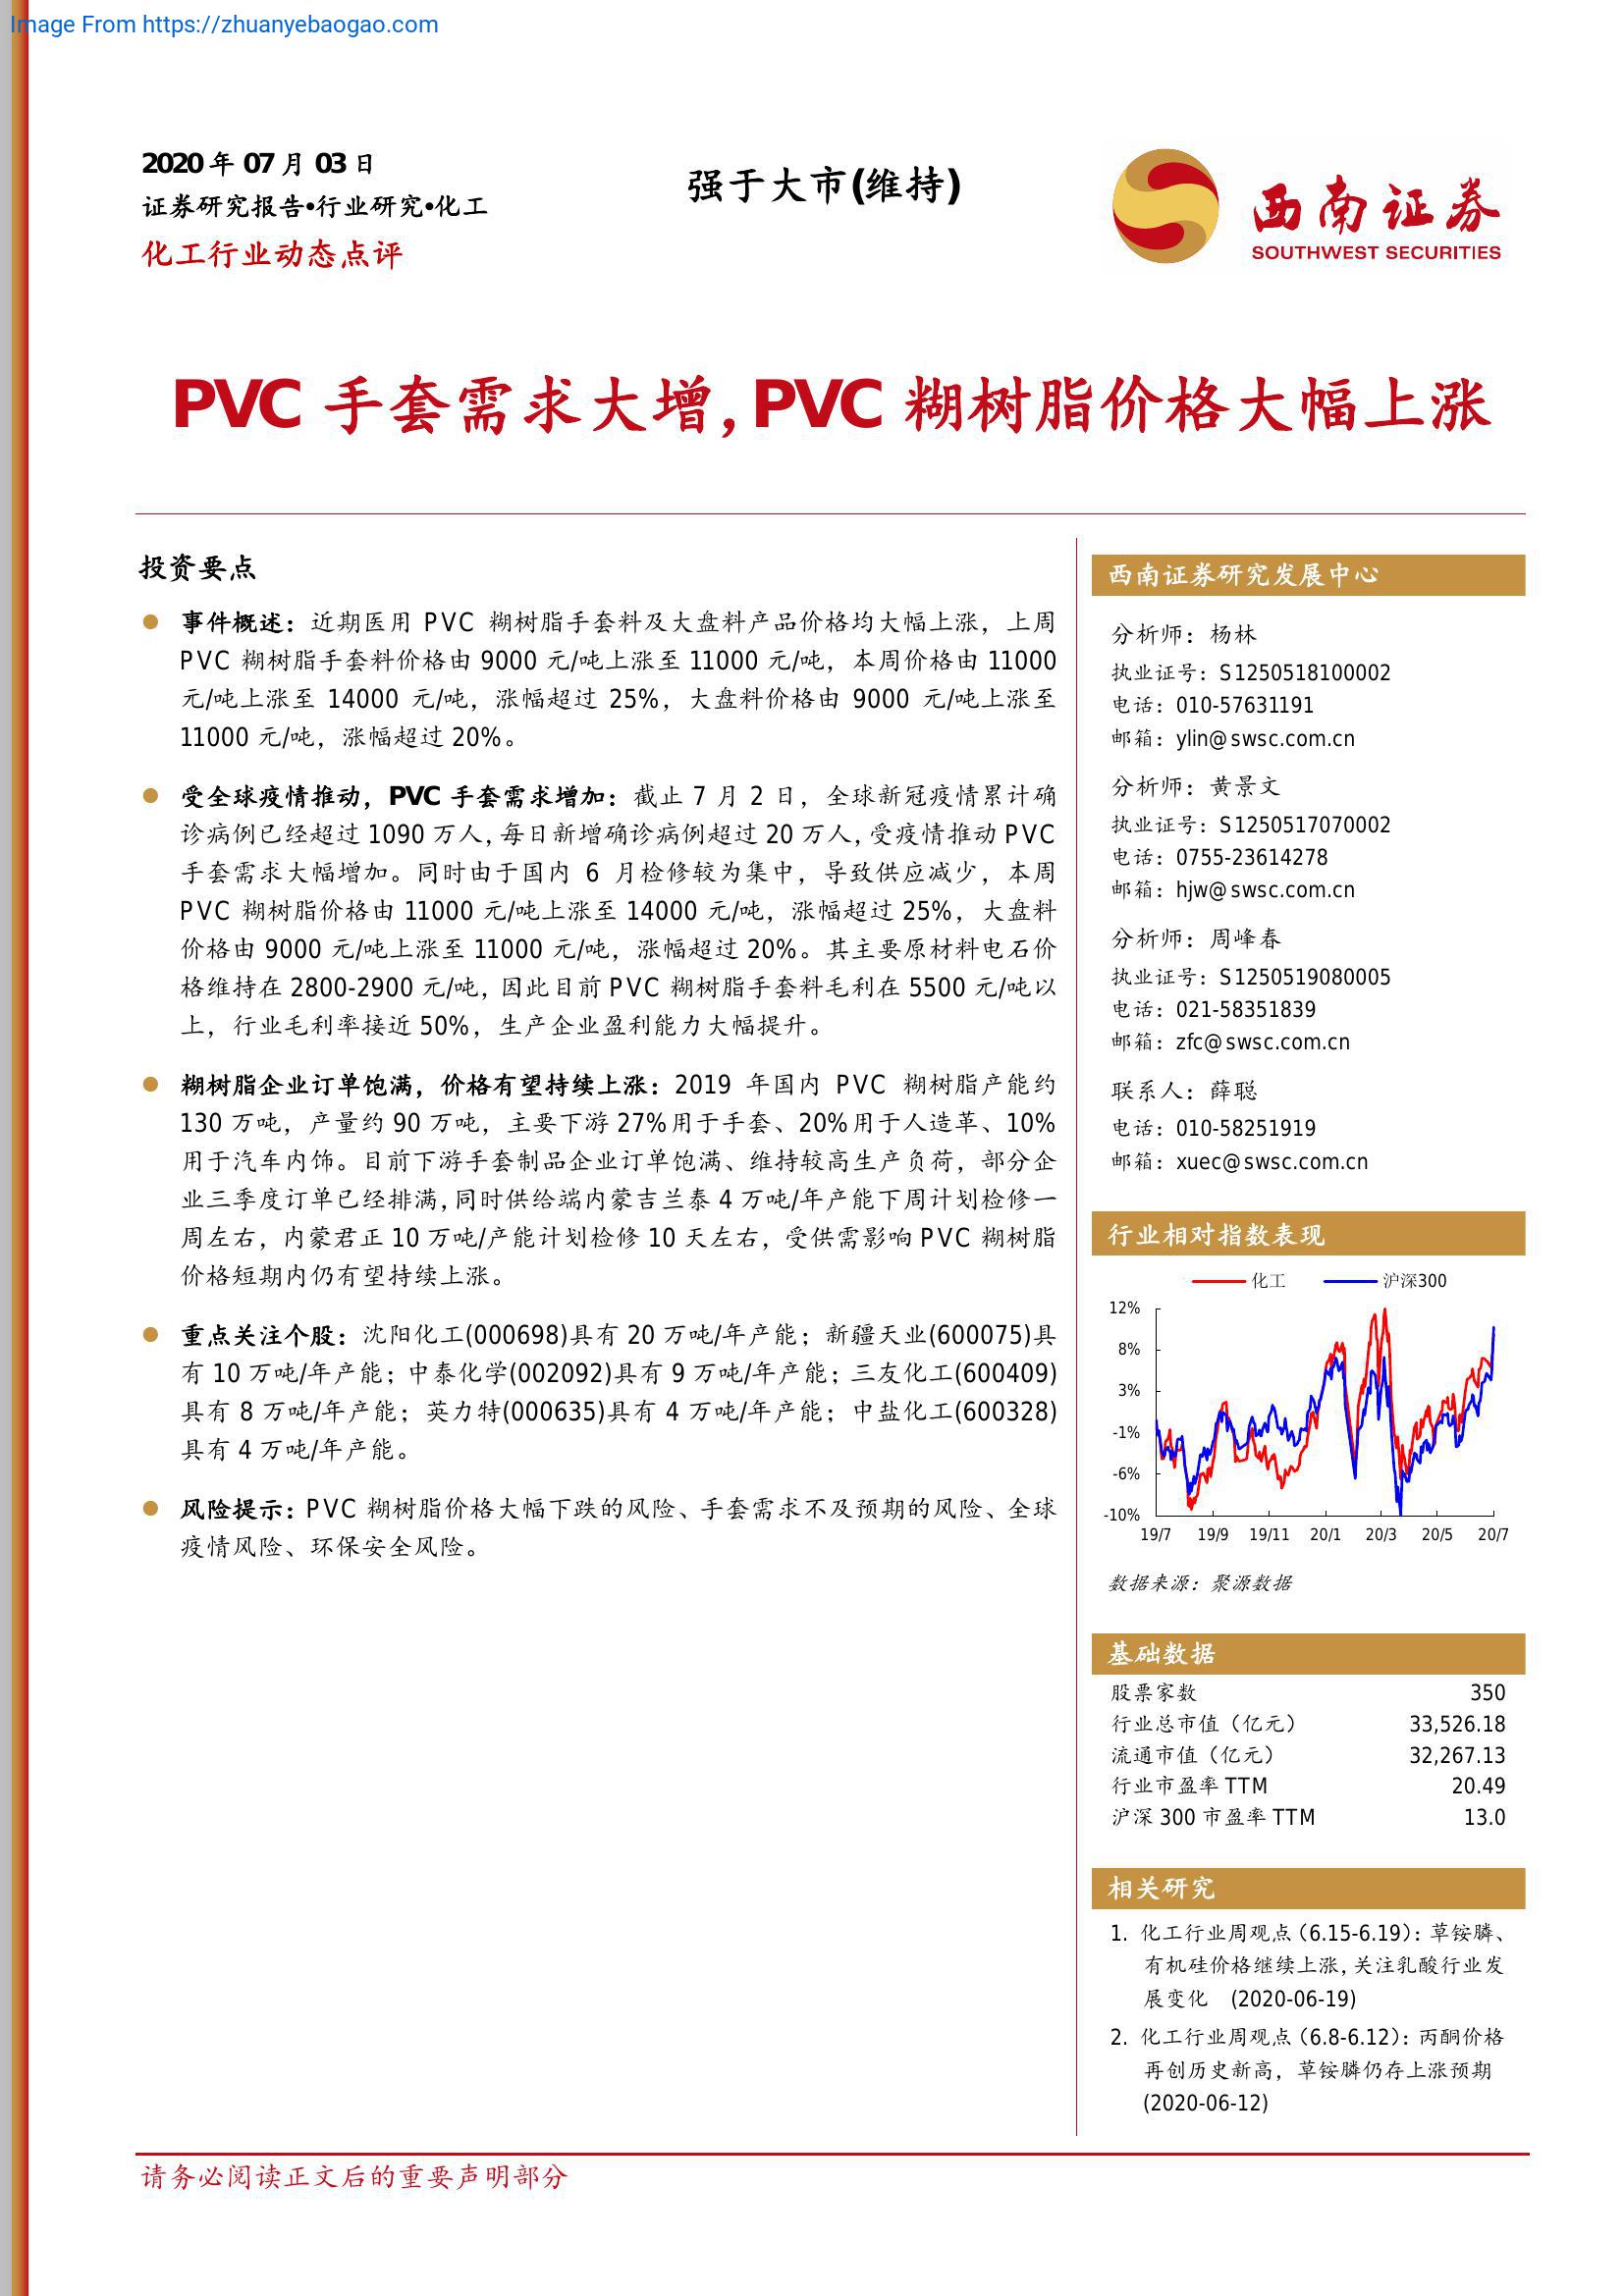 Image From https://zhuanyebaogao.com
2020 年 07 月 03 日
证券研究报告•行业研究•化工
化工行业动态点评
强于大市(维持)
西南证券
SOUTHWEST SECURITIES
PVC 手套需求大增,PVC 糊树脂价格大幅上涨
投资要点
事件概述：近期医用 PVC 糊树脂手套料及大盘料产品价格均大幅上涨，上周
PVC 糊树脂手套料价格由 9000 元/吨上涨至 11000 元/吨，本周价格由 11000
元/吨上涨至 14000 元/吨，涨幅超过 25%，大盘料价格由 9000 元/吨上涨至
11000 元/吨，涨幅超过 20%。
受全球疫情推动，PVC 手套需求增加：截止 7 月 2 日，全球新冠疫情累计确
诊病例已经超过 1090 万人,每日新增确诊病例超过 20 万人,受疫情推动 PVC
手套需求大幅增加。同时由于国内 6 月检修较为集中，导致供应减少，本周
PVC 糊树脂价格由 11000 元/吨上涨至 14000 元/吨，涨幅超过 25%，大盘料
价格由 9000 元/吨上涨至 11000 元/吨，涨幅超过 20%。其主要原材料电石价
格维持在 2800-2900 元/吨,因此目前 PVC 糊树脂手套料毛利在 5500 元/吨以
上，行业毛利率接近 50%，生产企业盈利能力大幅提升。
糊树脂企业订单饱满，价格有望持续上涨：2019 年国内 PVC 糊树脂产能约
130 万吨，产量约 90 万吨，主要下游 27%用于手套、20%用于人造革、10%
用于汽车内饰。目前下游手套制品企业订单饱满、维持较高生产负荷，部分企
业三季度订单已经排满,同时供给端内蒙吉兰泰 4 万吨/年产能下周计划检修一
周左右，内蒙君正 10 万吨/产能计划检修 10 天左右，受供需影响 PVC 糊树脂
价格短期内仍有望持续上涨。
重点关注个股：沈阳化工(000698)具有 20 万吨/年产能；新疆天业(600075)具
有 10 万吨/年产能；中泰化学(002092)具有 9 万吨/年产能；三友化工(600409)
具有 8 万吨/年产能；英力特(000635)具有 4 万吨/年产能；中盐化工(600328)
具有 4 万吨/年产能。
风险提示：PVC 糊树脂价格大幅下跌的风险、手套需求不及预期的风险、全球
疫情风险、环保安全风险。
西南证券研究发展中心
分析师：杨林
执业证号：S1250518100002
电话：010-57631191
邮箱：ylin@swsc.com.cn
分析师：黄景文
执业证号：S1250517070002
电话：0755-23614278
邮箱：hjw@swsc.com.cn
分析师：周峰春
执业证号：S1250519080005
电话：021-58351839
邮箱：zfc@swsc.com.cn
联系人：薛聪
电话：010-58251919
邮箱：xuec@swsc.com.cn
行业相对指数表现
化工 沪深300
12%
8%
3%
-1%
-6%
-10%
19/7 19/9 19/11 20/1 20/3 20/5 20/7
数据来源：聚源数据
基础数据
股票家数 350
行业总市值（亿元） 33,526.18
流通市值（亿元） 32,267.13
行业市盈率 TTM 20.49
沪深 300 市盈率 TTM 13.0
相关研究
1. 化工行业周观点（6.15-6.19）：草铵膦、
有机硅价格继续上涨,关注乳酸行业发
展变化 (2020-06-19)
2. 化工行业周观点（6.8-6.12）：丙酮价格
再创历史新高，草铵膦仍存上涨预期
(2020-06-12)
请务必阅读正文后的重要声明部分